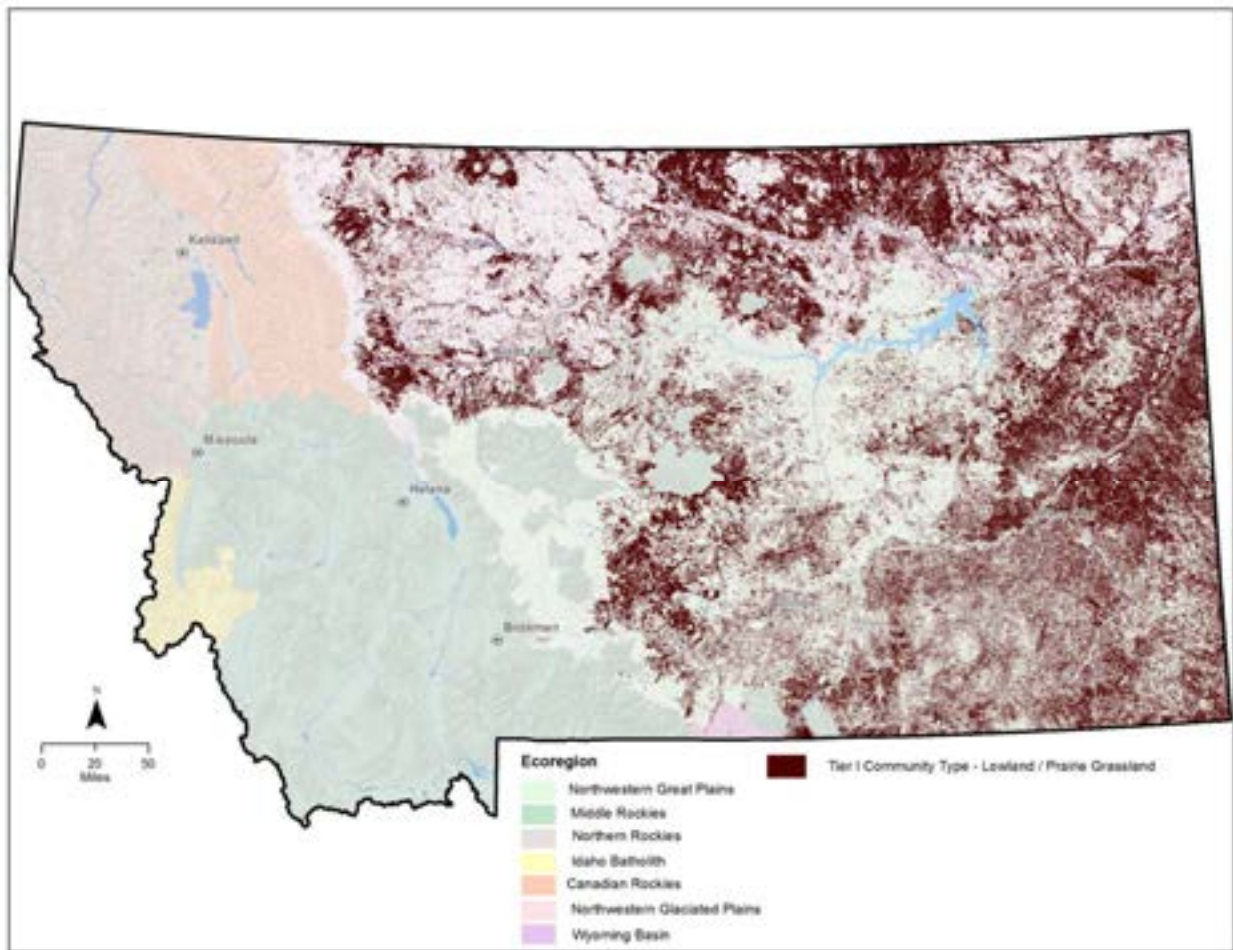 Kalispell
Missoula
Helena
Bozeman
N
0 25 50
Miles
Ecoregion
Northwestern Great Plains
Middle Rockies
Northern Rockies
Idaho Batholith
Canadian Rockies
Northwestern Glaciated Plains
Wyoming Basin
Tier I Community Type - Lowland / Prairie Grassland